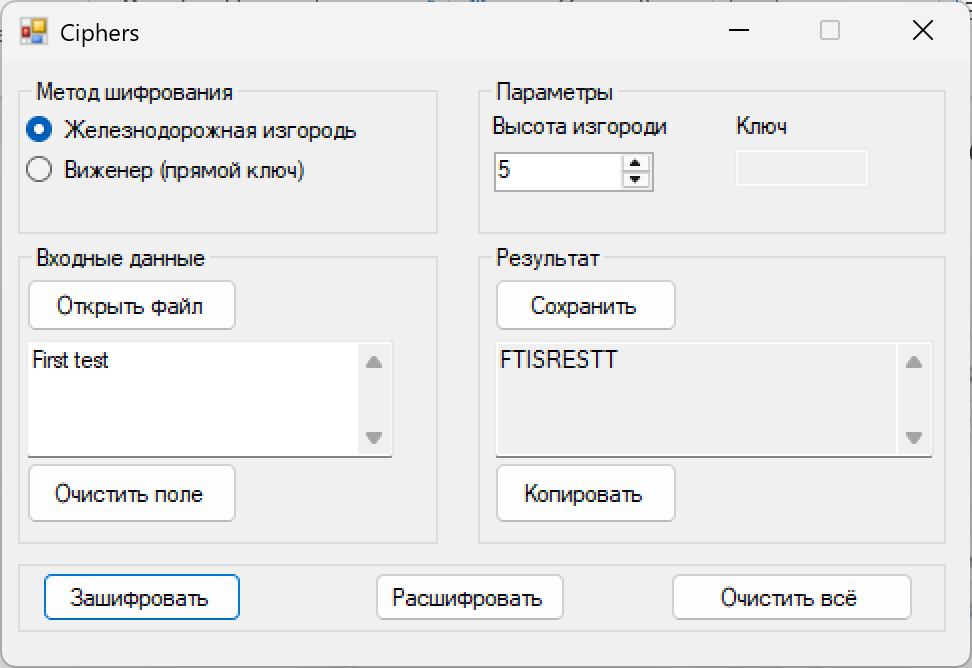 Ciphers
Метод шифрования
Железнодорожная изгородь
Виженер (прямой ключ)
Параметры
Высота изгороди
Ключ
5
Входные данные
Открыть файл
First test
Очистить поле
Результат
Сохранить
FTISRESTT
Копировать
Зашифровать
Расшифровать
Очистить всё